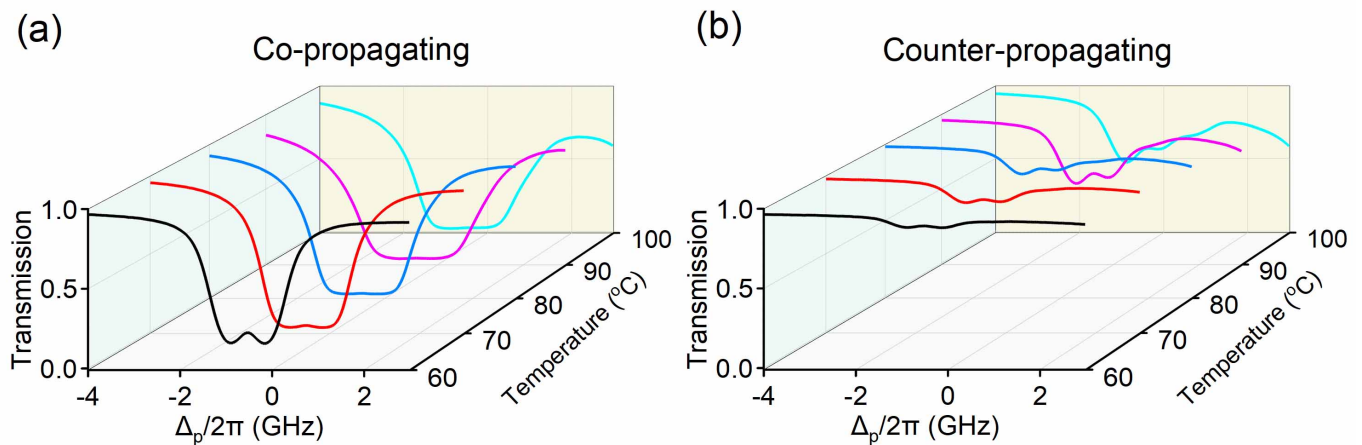 (a)
Co-propagating
Transmission
1.0
0.5
0.0
-4
-2
0
2
Δp/2π (GHz)
60
70
80
90
100
Temperature (°C)
(b)
Counter-propagating
Transmission
1.0
0.5
0.0
-4
-2
0
2
Δp/2π (GHz)
60
70
80
90
100
Temperature (°C)